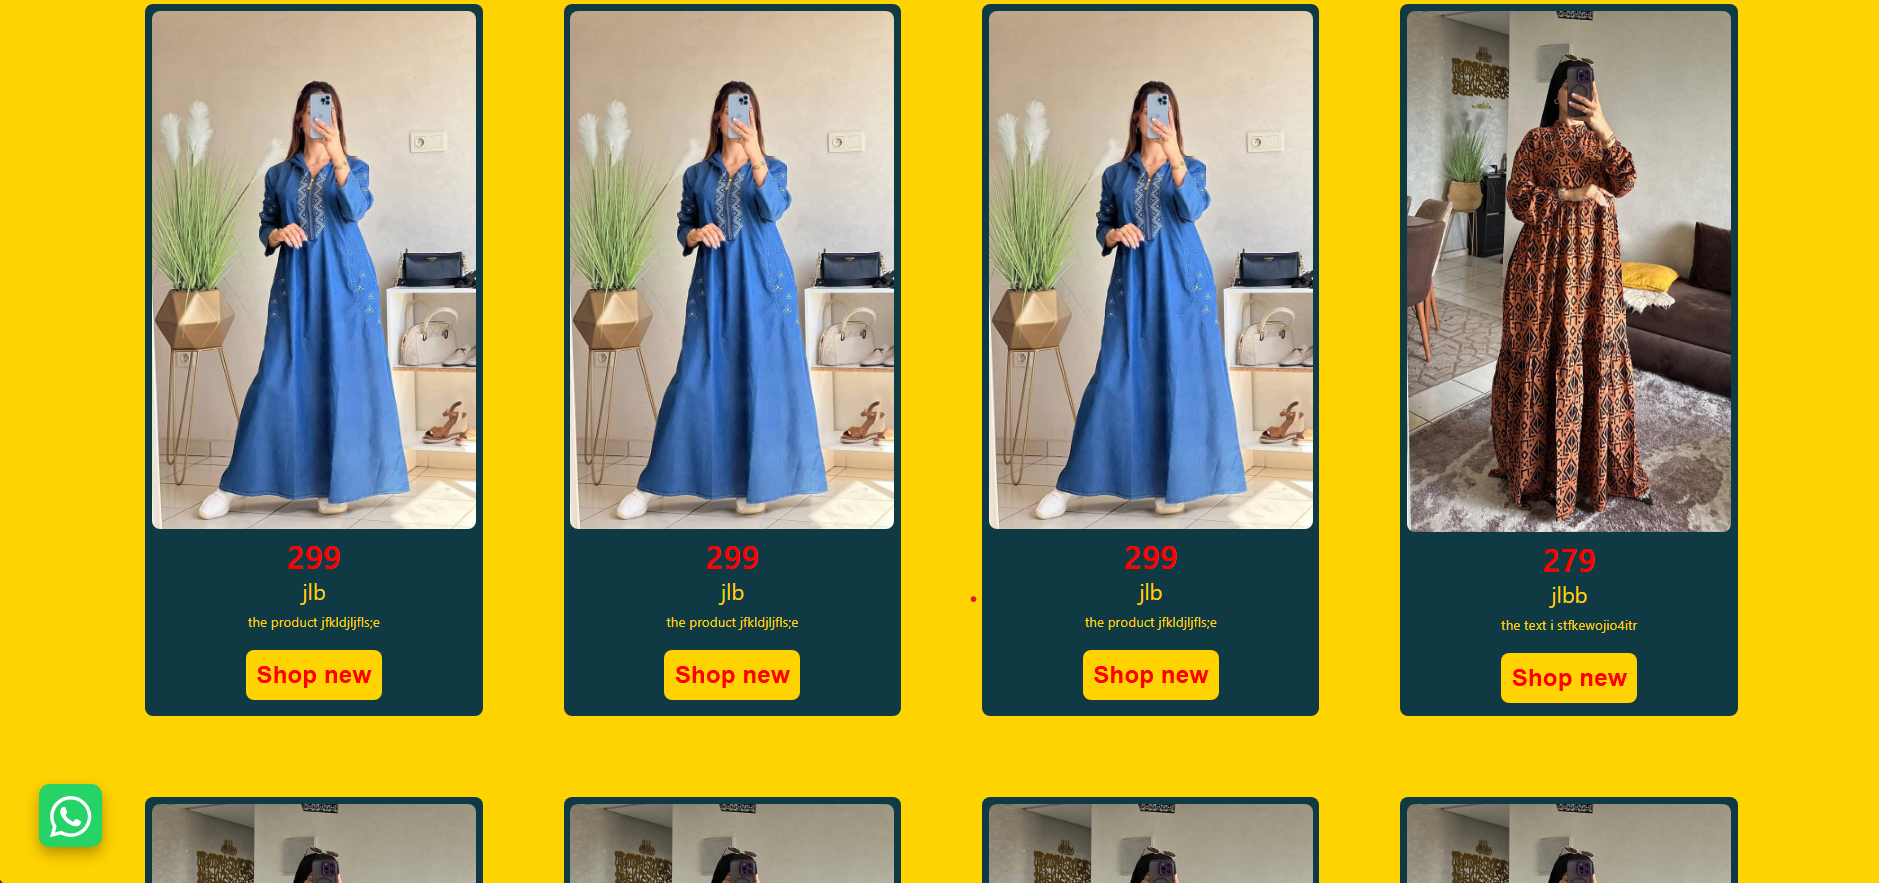 299
jlb
the product jfkldjljfls;e
Shop new
299
jlb
the product jfkldjljfls;e
Shop new
299
jlb
the product jfkldjljfls;e
Shop new
279
jlbb
the text i stfkewojio4itr
Shop new